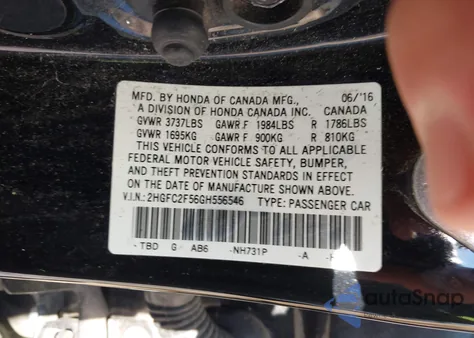 MFD. BY HONDA OF CANADA MFG., 06/'16
A DIVISION OF HONDA CANADA INC. CANADA
GVWR 3737LBS GAWR F 1984LBS R 1786LBS
GVWR 1695KG GAWR F 900KG R 810KG
THIS VEHICLE CONFORMS TO ALL APPLICABLE
FEDERAL MOTOR VEHICLE SAFETY, BUMPER,
AND THEFT PREVENTION STANDARDS IN EFFECT
ON THE DATE OF MANUFACTURE SHOWN ABOVE.
V.I.N.: 2HGFC2F56GH556546 TYPE: PASSENGER CAR
-TBD G AB6 -NH731P -A
autoSnap